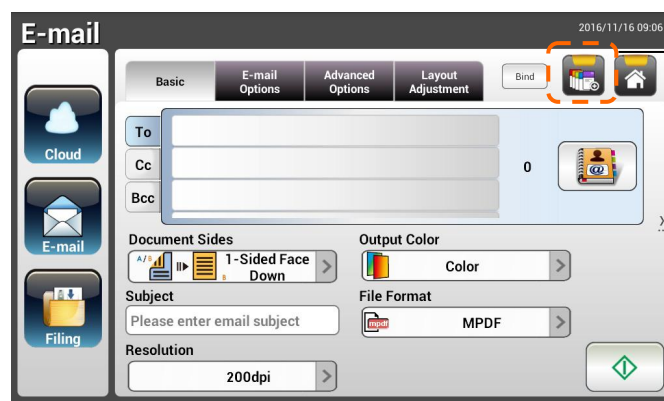 E-mail
2016/11/16 09:06
Basic
E-mail
Options
Advanced
Options
Layout
Adjustment
Bind
Cloud
E-mail
Filing
To
Cc
Bcc
0
@
Document Sides
Output Color
A/B
1-Sided Face
Down
B
Color
Subject
File Format
Please enter email subject
mpdf
MPDF
Resolution
200dpi